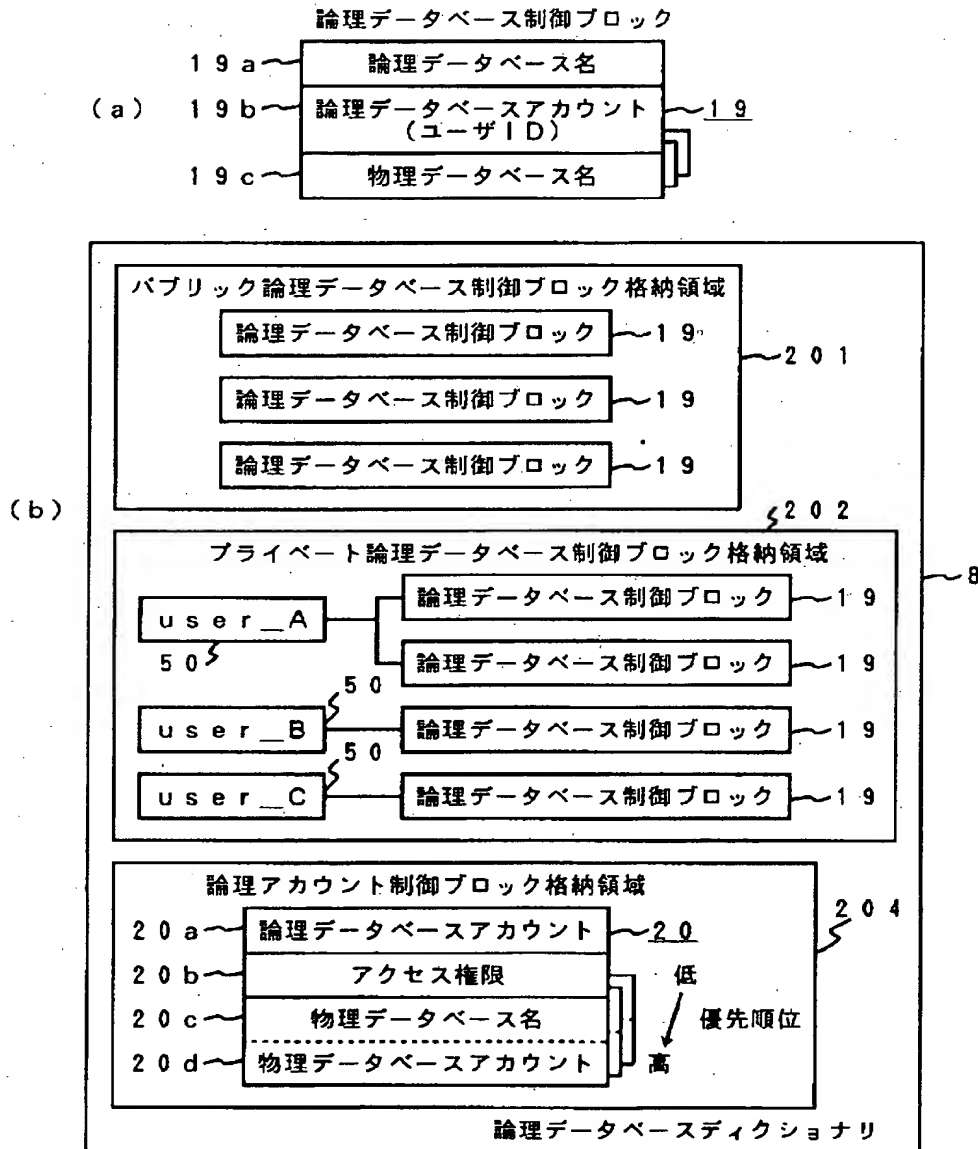 論理データベース制御ブロック
19a 論理データベース名
(a) 19b 論理データベースアカウント 19
(ユーザID)
19c 物理データベース名
パブリック論理データベース制御ブロック格納領域
論理データベース制御ブロック 19
201
論理データベース制御ブロック 19
論理データベース制御ブロック 19
(b)
202
プライベート論理データベース制御ブロック格納領域
8
論理データベース制御ブロック 19
user_A
50 論理データベース制御ブロック 19
50
user_B 論理データベース制御ブロック 19
50
user_C 論理データベース制御ブロック 19
論理アカウント制御ブロック格納領域
204
20a 論理データベースアカウント 20
20b アクセス権限 低
20c 物理データベース名 優先順位
20d 物理データベースアカウント 高
論理データベースディクショナリ